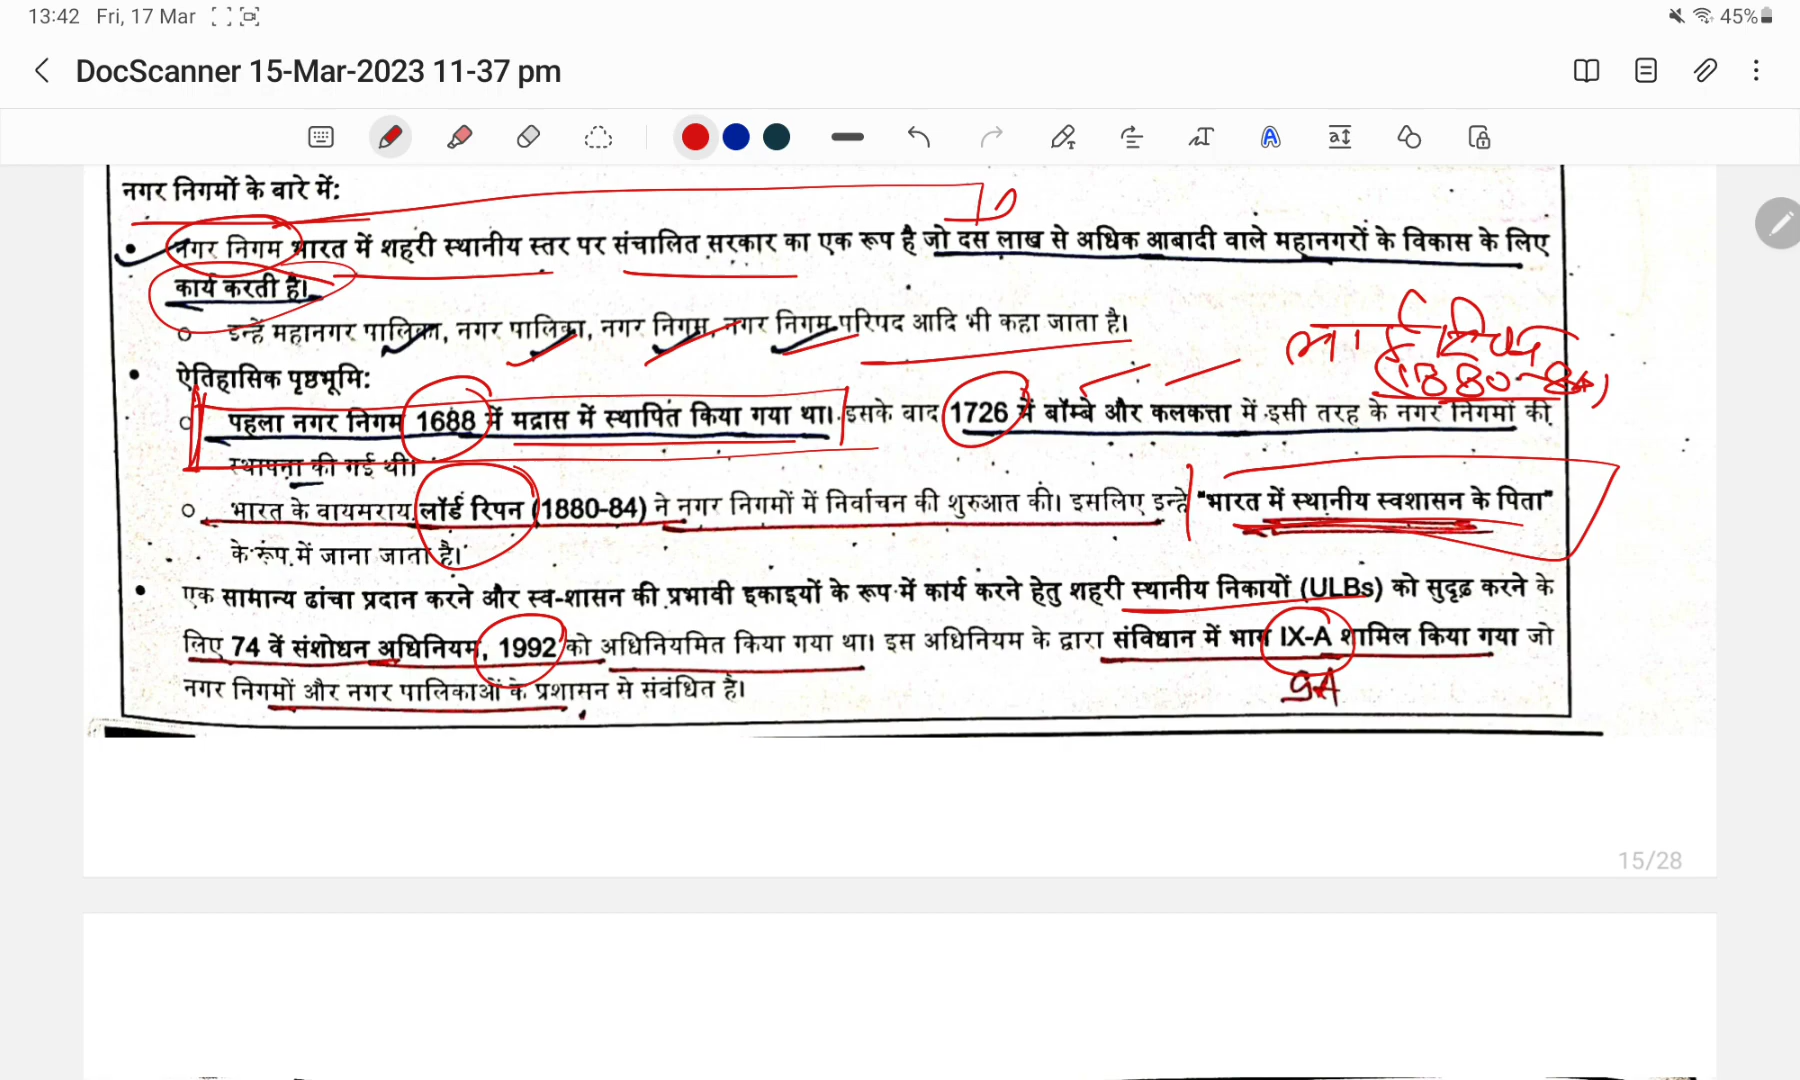 13:42 Fri, 17 Mar 45%
DocScanner 15-Mar-2023 11-37 pm
नगर निगमों के बारे में:
10
नगर निगम भारत में शहरी स्थानीय स्तर पर संचालित सरकार का एक रूप है जो दस लाख से अधिक आबादी वाले महानगरों के विकास के लिए
कार्य करती है।
इन्हें महानगर पालिका, नगर पालिका, नगर निगम, नगर निगम परिषद आदि भी कहा जाता है।
(1880-84)
ऐतिहासिक पृष्ठभूमि:
पहला नगर निगम 1688 में मद्रास में स्थापित किया गया था। इसके बाद 1726 में बॉम्बे और कलकत्ता में इसी तरह के नगर निगमों की
स्थापना की गई थी।
भारत के वायसराय लॉर्ड रिपन (1880-84) ने नगर निगमों में निर्वाचन की शुरुआत की। इसलिए इन्हें "भारत में स्थानीय स्वशासन के पिता"
के रूप में जाना जाता है।
एक सामान्य ढांचा प्रदान करने और स्व-शासन की प्रभावी इकाइयों के रूप में कार्य करने हेतु शहरी स्थानीय निकायों (ULBs) को सुदृढ़ करने के
लिए 74 वें संशोधन अधिनियम, 1992 को अधिनियमित किया गया था। इस अधिनियम के द्वारा संविधान में भाग IX-A शामिल किया गया जो
नगर निगमों और नगर पालिकाओं के प्रशासन से संबंधित है।
9A
15/28